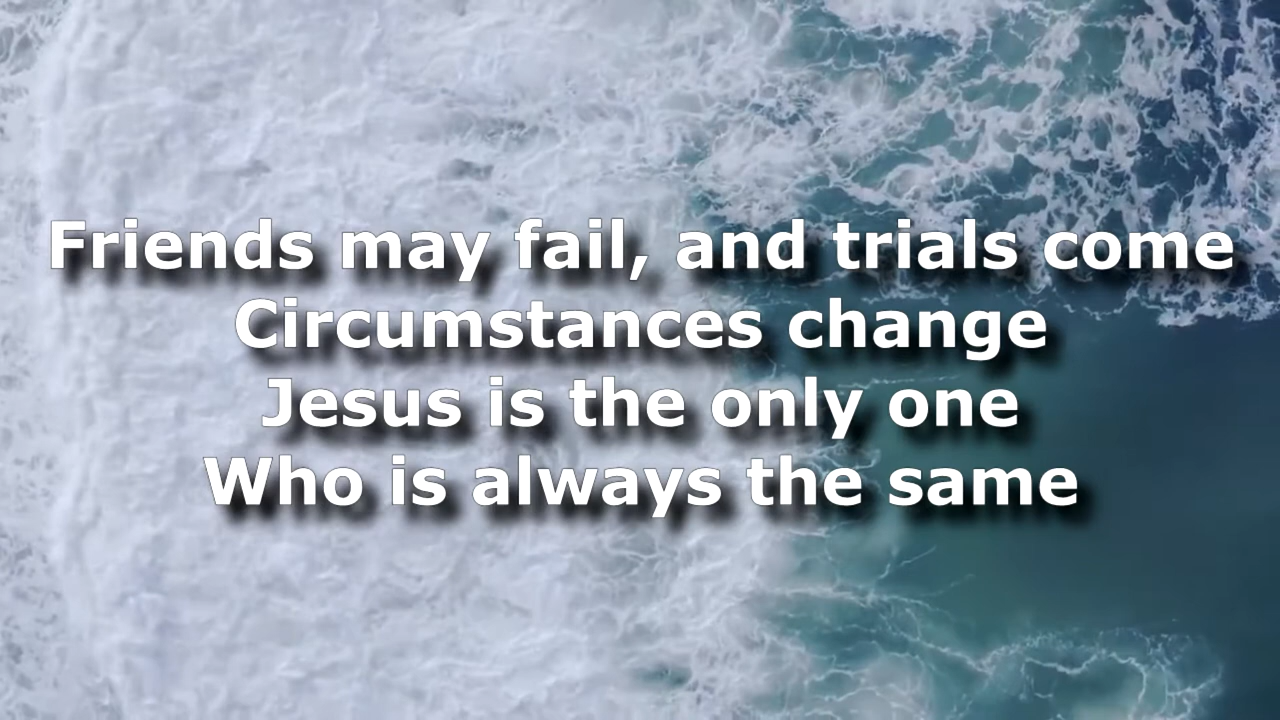 Friends may fail, and trials come
Circumstances change
Jesus is the only one
Who is always the same